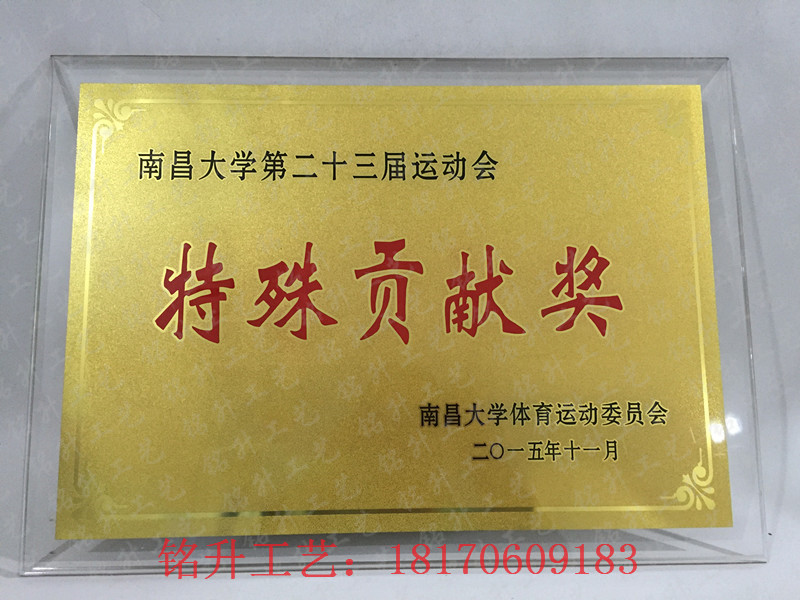 南昌大学第二十三届运动会
特殊贡献奖
南昌大学体育运动委员会
二〇一五年十一月
铭升工艺：18170609183